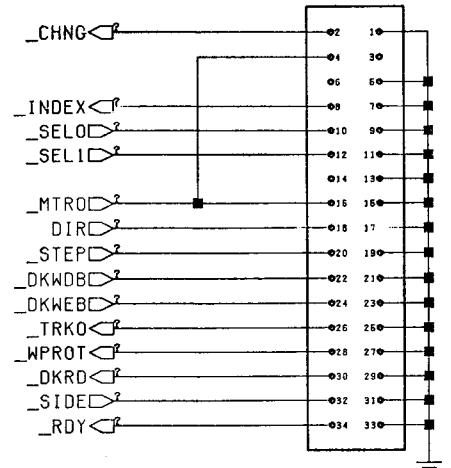 _CHNG 2 1
4 3
6 5
_INDEX 8 7
_SEL0 10 9
_SEL1 12 11
14 13
_MTRO 16 15
DIR 18 17
_STEP 20 19
_DKWDB 22 21
_DKWEB 24 23
_TRK0 26 25
_WPROT 28 27
_DKRD 30 29
_SIDE 32 31
_RDY 34 33